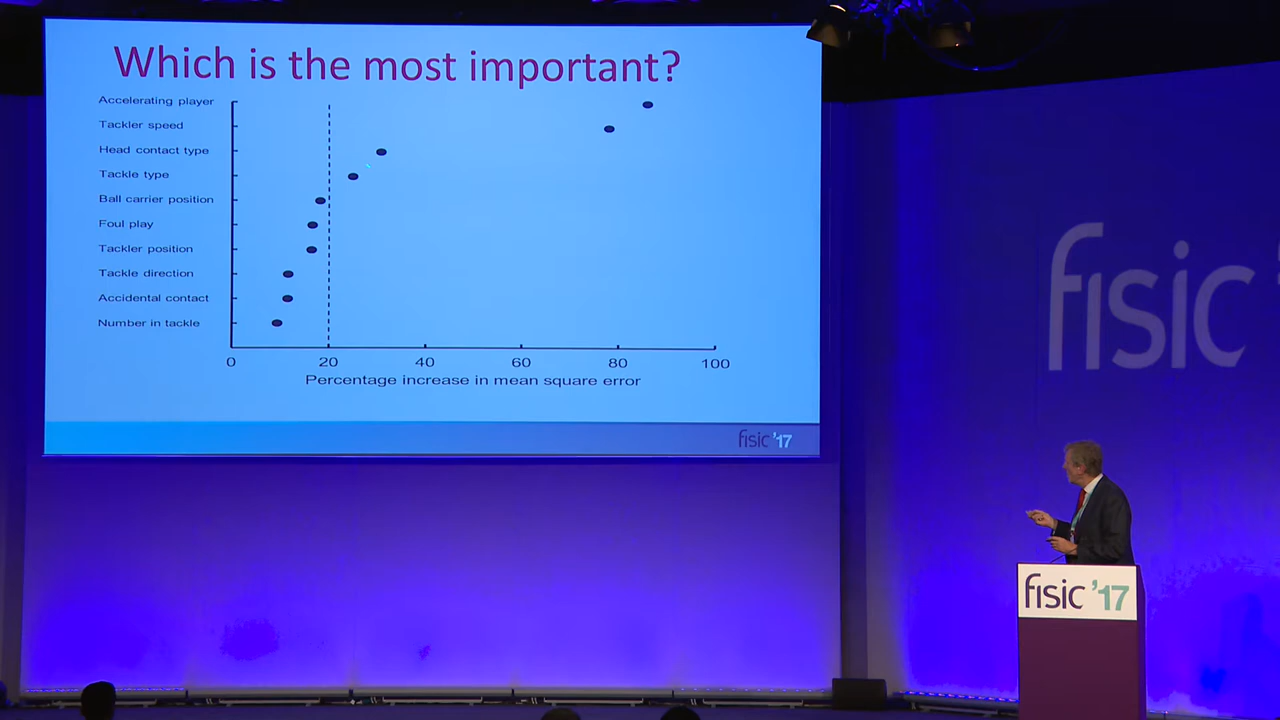 Which is the most important?
Accelerating player
Tackler speed
Head contact type
Tackle type
Ball carrier position
Foul play
Tackler position
Tackle direction
Accidental contact
Number in tackle
0 20 40 60 80 100
Percentage increase in mean square error
fisic '17
fisic '
fisic '17